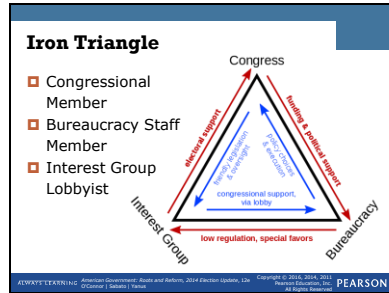 Iron Triangle
Congressional
Member
Bureaucracy Staff
Member
Interest Group
Lobbyist
Congress
electoral support
friendly legislation
& oversight
funding & political support
policy choices
& execution
congressional support,
via lobby
Interest Group
Bureaucracy
low regulation, special favors
ALWAYS LEARNING
American Government: Roots and Reform, 2014 Election Update, 12e
O'Connor | Sabato | Yanus
Copyright © 2016, 2014, 2011
Pearson Education, Inc.
All Rights Reserved
PEARSON